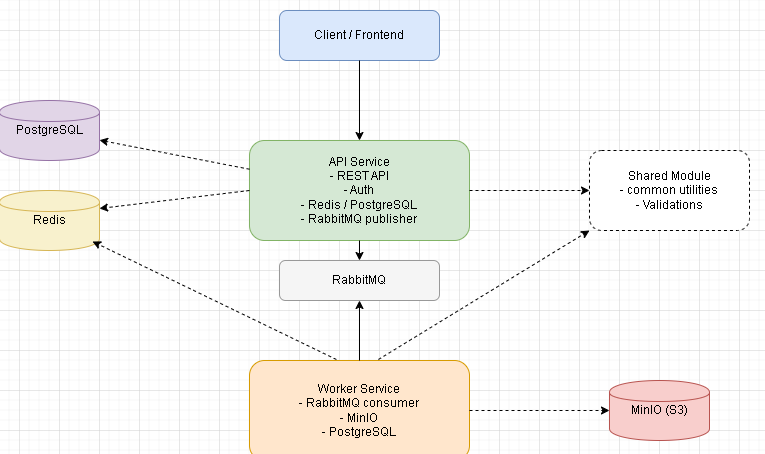 Client / Frontend
PostgreSQL
API Service
- REST API
- Auth
- Redis / PostgreSQL
- RabbitMQ publisher
Shared Module
- common utilities
- Validations
Redis
RabbitMQ
Worker Service
- RabbitMQ consumer
- MinIO
- PostgreSQL
MinIO (S3)